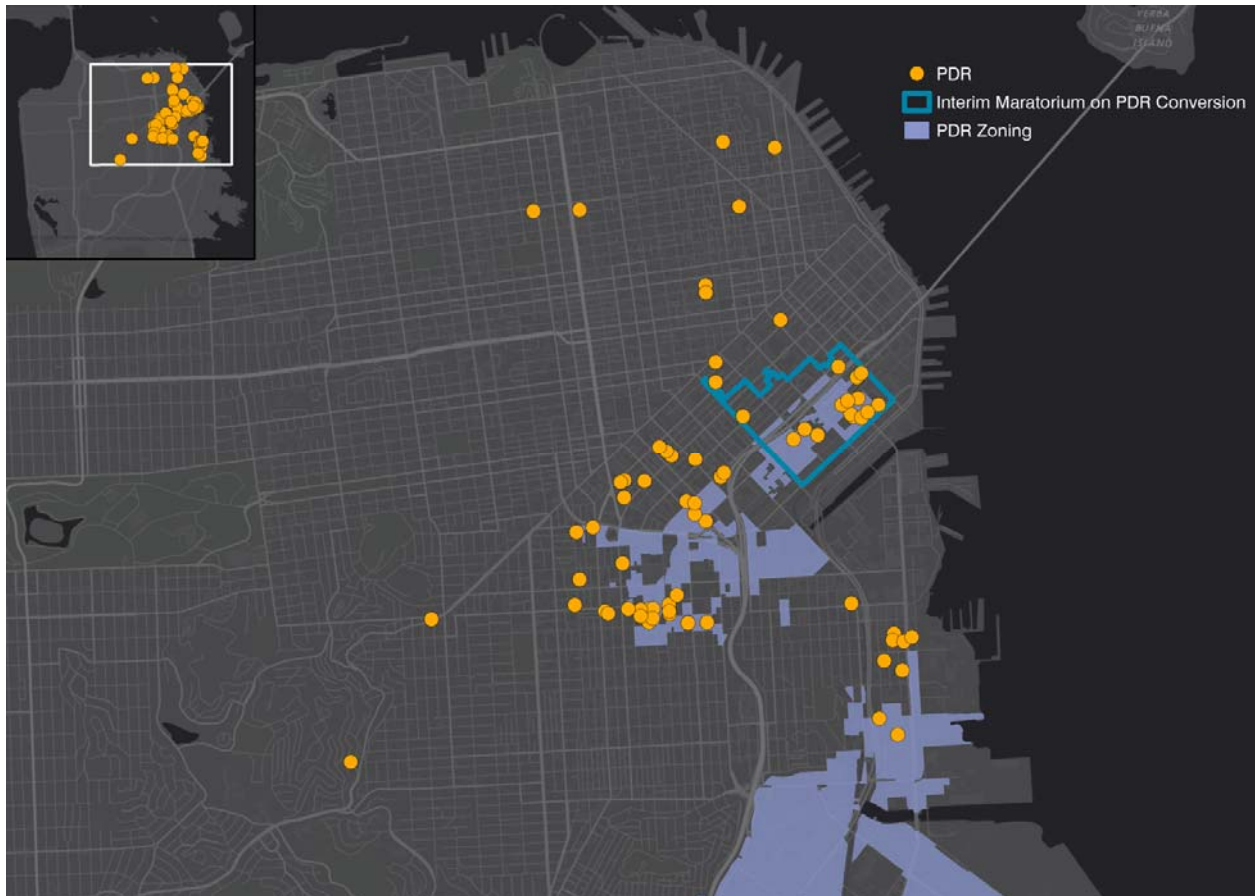 YERBA
BUENA
ISLAND
PDR
Interim Maratorium on PDR Conversion
PDR Zoning